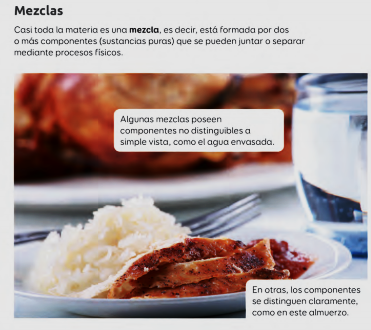 Mezclas
Casi toda la materia es una mezcla, es decir, está formada por dos
o más componentes (sustancias puras) que se pueden juntar o separar
mediante procesos físicos.
Algunas mezclas poseen
componentes no distinguibles a
simple vista, como el agua envasada.
En otras, los componentes
se distinguen claramente,
como en este almuerzo.